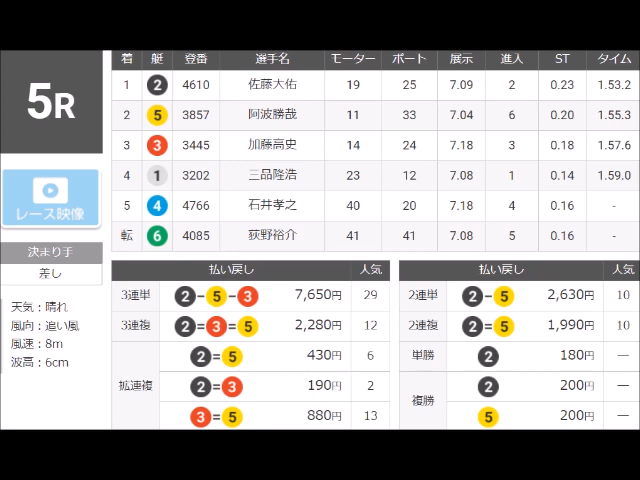 5R
レース映像
決まり手
差し
天気：晴れ
風向：追い風
風速：8m
波高：6cm
着 艇 登番 選手名 モーター ボート 展示 進入 ST タイム
1 2 4610 佐藤大佑 19 25 7.09 2 0.23 1.53.2
2 5 3857 阿波勝哉 11 33 7.04 6 0.20 1.55.3
3 3 3445 加藤高史 14 24 7.18 3 0.18 1.57.6
4 1 3202 三品隆浩 23 12 7.08 1 0.14 1.59.0
5 4 4766 石井孝之 40 20 7.18 4 0.16 -
転 6 4085 荻野裕介 41 41 7.08 5 0.16 -
払い戻し 人気
3連単 2-5-3 7,650円 29
3連複 2=3=5 2,280円 12
拡連複 2=5 430円 6
2=3 190円 2
3=5 880円 13
払い戻し 人気
2連単 2-5 2,630円 10
2連複 2=5 1,990円 10
単勝 2 180円 —
複勝 2 200円 —
5 200円 —